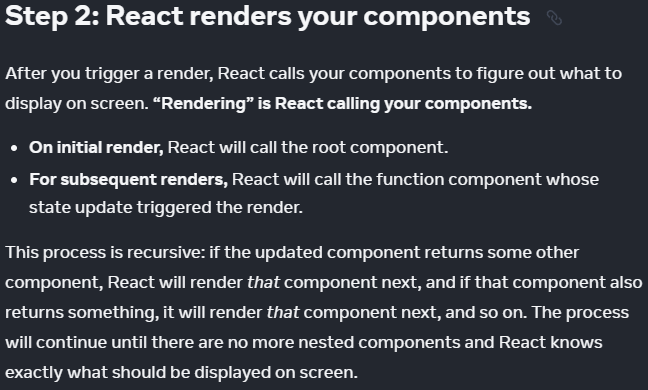 Step 2: React renders your components
After you trigger a render, React calls your components to figure out what to
display on screen. “Rendering” is React calling your components.
• On initial render, React will call the root component.
• For subsequent renders, React will call the function component whose
state update triggered the render.
This process is recursive: if the updated component returns some other
component, React will render that component next, and if that component also
returns something, it will render that component next, and so on. The process
will continue until there are no more nested components and React knows
exactly what should be displayed on screen.